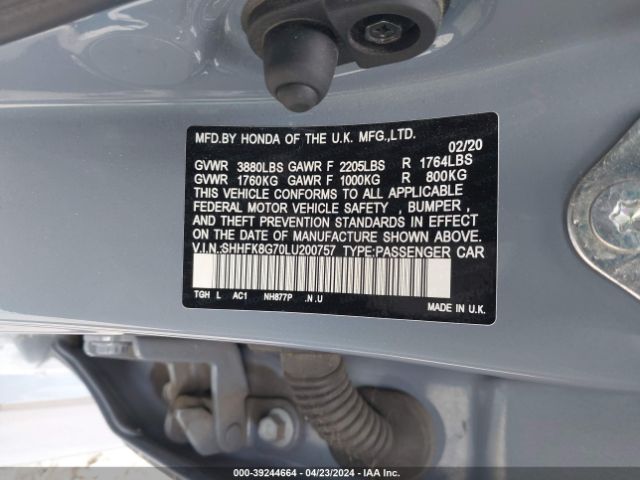 MFD.BY HONDA OF THE U.K. MFG.,LTD.
02/20
GVWR 3880LBS GAWR F 2205LBS R 1764LBS
GVWR 1760KG GAWR F 1000KG R 800KG
THIS VEHICLE CONFORMS TO ALL APPLICABLE
FEDERAL MOTOR VEHICLE SAFETY , BUMPER ,
AND THEFT PREVENTION STANDARDS IN EFFECT
ON THE DATE OF MANUFACTURE SHOWN ABOVE.
V.I.N.:SHHFK8G70LU200757 TYPE:PASSENGER CAR
TGH L AC1 NH877P .N .U
MADE IN U.K.
000-39244664 / 04/23/2024 / IAA Inc.